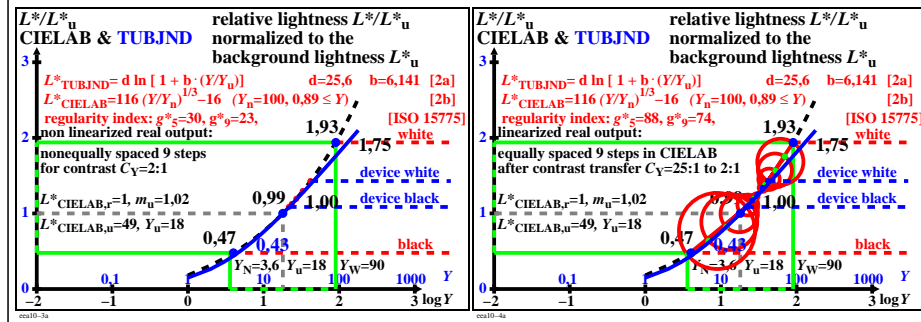 L*/L*u
CIELAB & TUBJND
relative lightness L*/L*u
normalized to the
background lightness L*u
3
L*TUBJND= d ln [ 1 + b · (Y/Yu)] d=25,6 b=6,141 [2a]
L*CIELAB=116 (Y/Yn)1/3−16 (Yn=100, 0,89 ≤ Y) [2b]
regularity index: g*5=30, g*9=23, [ISO 15775]
non linearized real output:
1,93
white
2
1,75
nonequally spaced 9 steps
for contrast CY=2:1
device white
0,99
L*CIELAB,r=1, mu=1,02
device black
1,00
1
L*CIELAB,u=49, Yu=18
0,47
0,43
black
YN=3,6 Yu=18 YW=90
0,1 1 10 100 1000 Y
0
−2 −1 0 1 2 3 log Y
eea10-3a
L*/L*u
CIELAB & TUBJND
relative lightness L*/L*u
normalized to the
background lightness L*u
3
L*TUBJND= d ln [ 1 + b · (Y/Yu)] d=25,6 b=6,141 [2a]
L*CIELAB=116 (Y/Yn)1/3−16 (Yn=100, 0,89 ≤ Y) [2b]
regularity index: g*5=88, g*9=74, [ISO 15775]
linearized real output:
1,93
white
2
1,75
equally spaced 9 steps in CIELAB
after contrast transfer CY=25:1 to 2:1
device white
L*CIELAB,r=1, mu=1,02
device black
1,00
1
L*CIELAB,u=49, Yu=18
0,47
0,43
black
YN=3,6 Yu=18 YW=90
0,1 1 10 100 1000 Y
0
−2 −1 0 1 2 3 log Y
eea10-4a